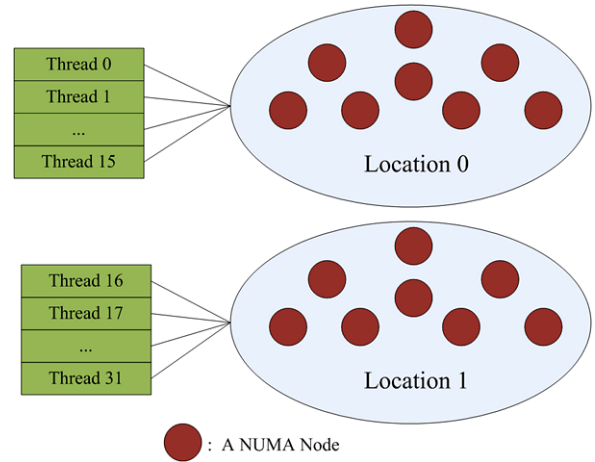 Thread 0
Thread 1
...
Thread 15
Location 0
Thread 16
Thread 17
...
Thread 31
Location 1
: A NUMA Node